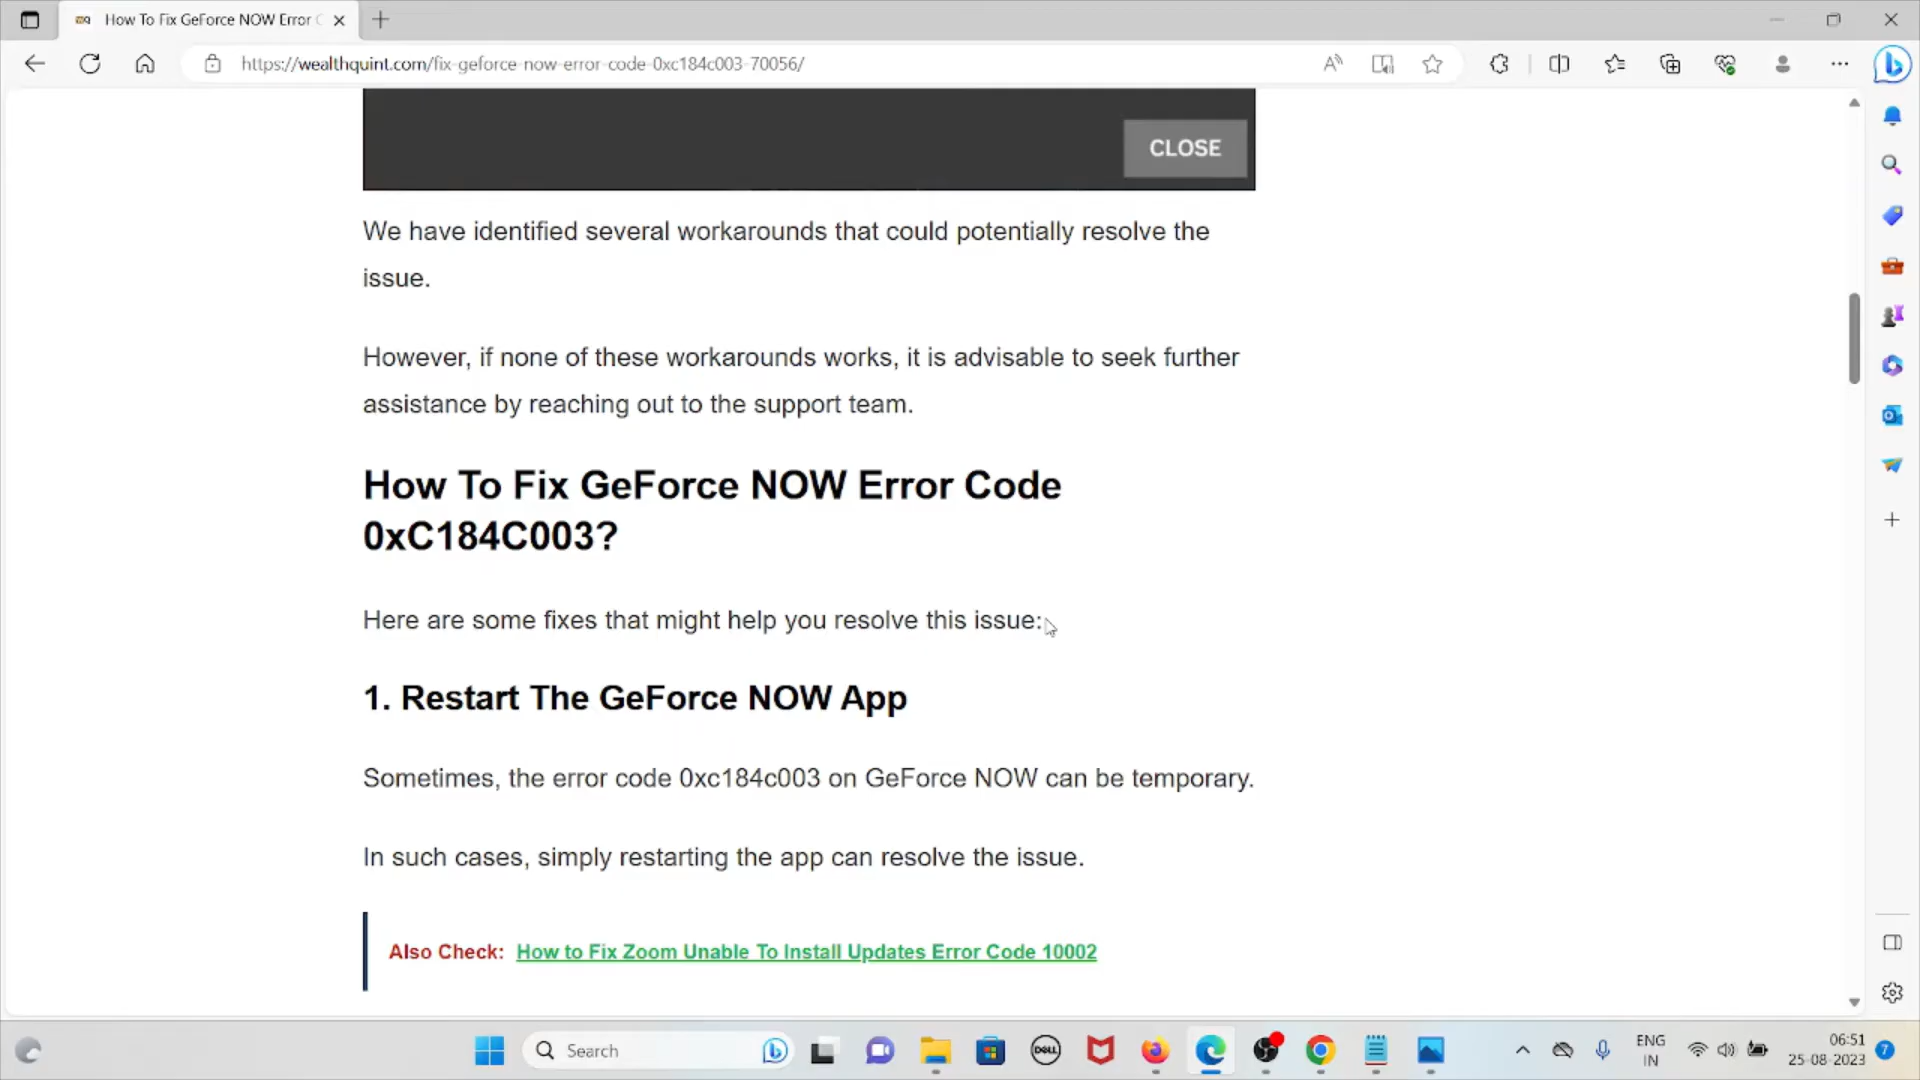 How To Fix GeForce NOW Error C
https://wealthquint.com/fix-geforce-now-error-code-0xc184c003-70056/
CLOSE
We have identified several workarounds that could potentially resolve the
issue.
However, if none of these workarounds works, it is advisable to seek further
assistance by reaching out to the support team.
How To Fix GeForce NOW Error Code
0xC184C003?
Here are some fixes that might help you resolve this issue:
1. Restart The GeForce NOW App
Sometimes, the error code 0xc184c003 on GeForce NOW can be temporary.
In such cases, simply restarting the app can resolve the issue.
Also Check: How to Fix Zoom Unable To Install Updates Error Code 10002
Search
DELL
ENG
IN
06:51
25-08-2023
7